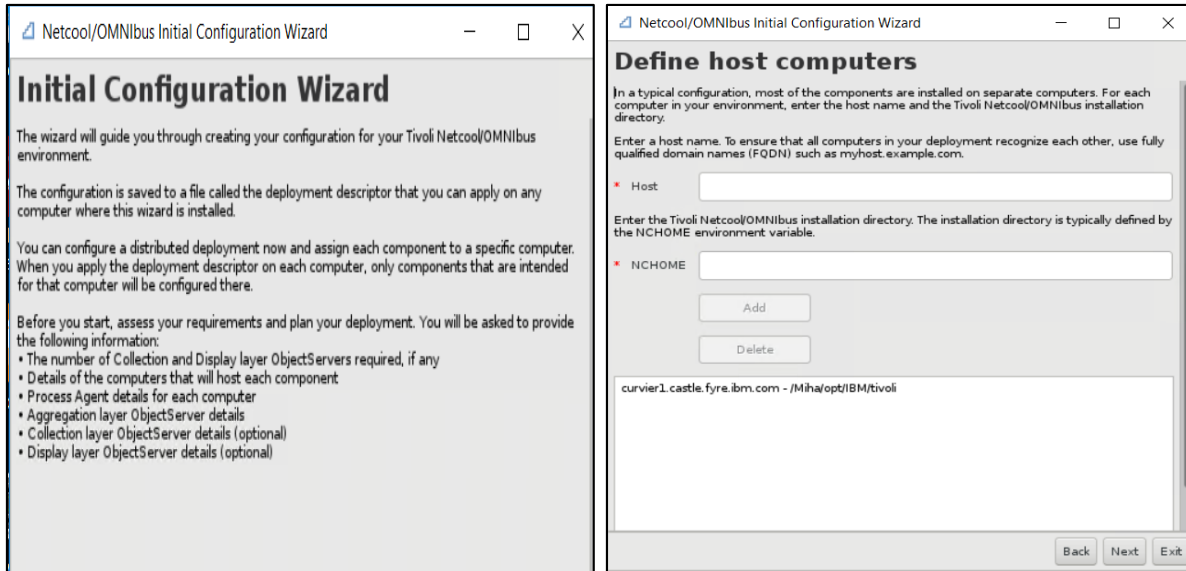 Netcool/OMNIbus Initial Configuration Wizard
Initial Configuration Wizard
The wizard will guide you through creating your configuration for your Tivoli Netcool/OMNIbus
environment.
The configuration is saved to a file called the deployment descriptor that you can apply on any
computer where this wizard is installed.
You can configure a distributed deployment now and assign each component to a specific computer.
When you apply the deployment descriptor on each computer, only components that are intended
for that computer will be configured there.
Before you start, assess your requirements and plan your deployment. You will be asked to provide
the following information:
• The number of Collection and Display layer ObjectServers required, if any
• Details of the computers that will host each component
• Process Agent details for each computer
• Aggregation layer ObjectServer details
• Collection layer ObjectServer details (optional)
• Display layer ObjectServer details (optional)
Netcool/OMNIbus Initial Configuration Wizard
Define host computers
In a typical configuration, most of the components are installed on separate computers. For each
computer in your environment, enter the host name and the Tivoli Netcool/OMNIbus installation
directory.
Enter a host name. To ensure that all computers in your deployment recognize each other, use fully
qualified domain names (FQDN) such as myhost.example.com.
* Host
Enter the Tivoli Netcool/OMNIbus installation directory. The installation directory is typically defined by
the NCHOME environment variable.
* NCHOME
Add
Delete
curvier1.castle.fyre.ibm.com - /Miha/opt/IBM/tivoli
Back Next Exit